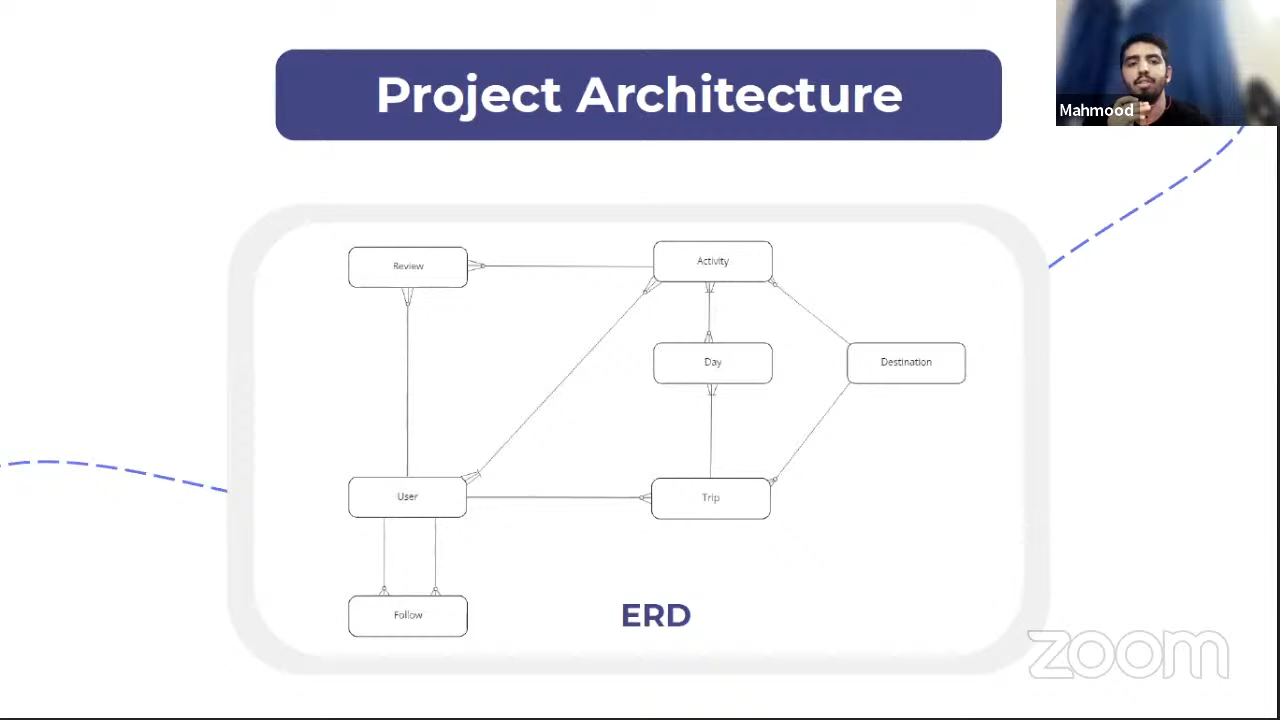 Project Architecture
Mahmood
Review
Activity
Day
Destination
User
Trip
Follow
ERD
zoom